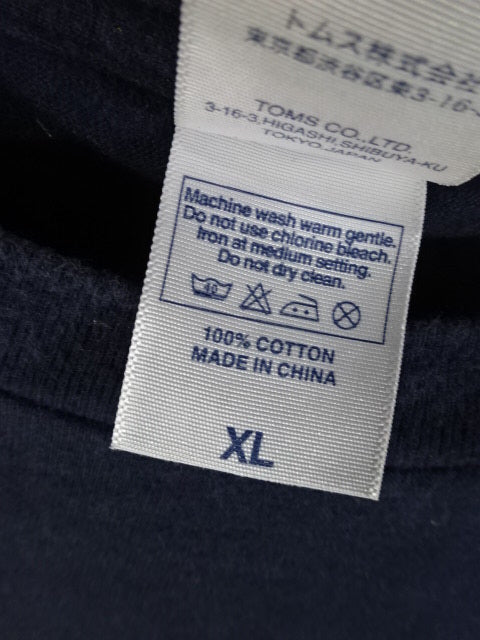 トムス株式会社
東京都渋谷区東3-16-
TOMS CO.,LTD.
3-16-3,HIGASHI,SHIBUYA-KU
TOKYO,JAPAN
Machine wash warm gentle.
Do not use chlorine bleach.
Iron at medium setting.
Do not dry clean.
40
100% COTTON
MADE IN CHINA
XL